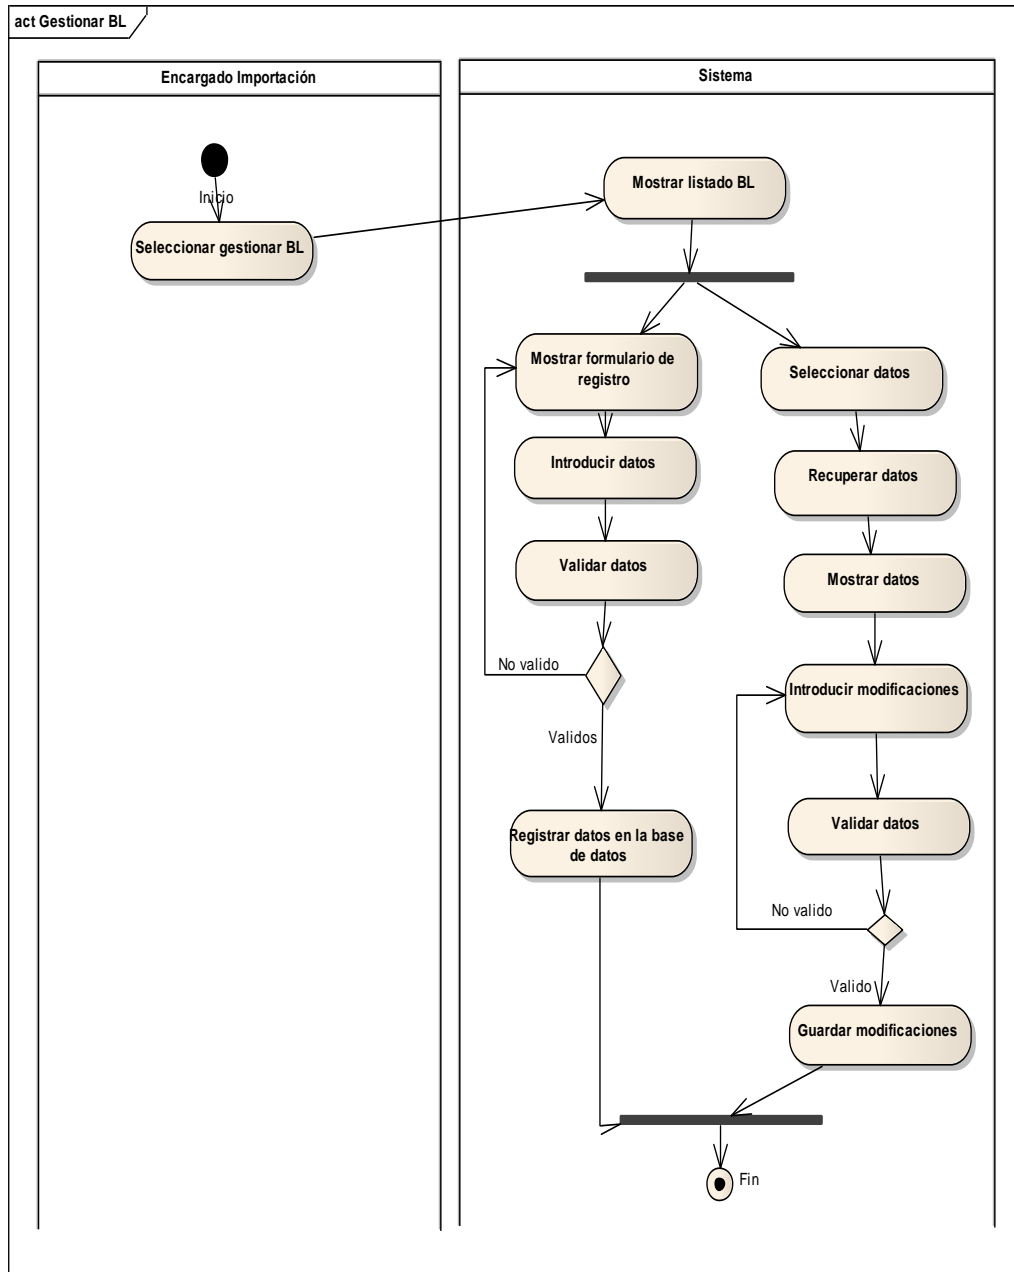 act Gestionar BL
Encargado Importación
Sistema
Inicio
Seleccionar gestionar BL
Mostrar listado BL
Mostrar formulario de
registro
Seleccionar datos
Introducir datos
Recuperar datos
Validar datos
Mostrar datos
No valido
Introducir modificaciones
Validos
Registrar datos en la base
de datos
Validar datos
No valido
Valido
Guardar modificaciones
Fin